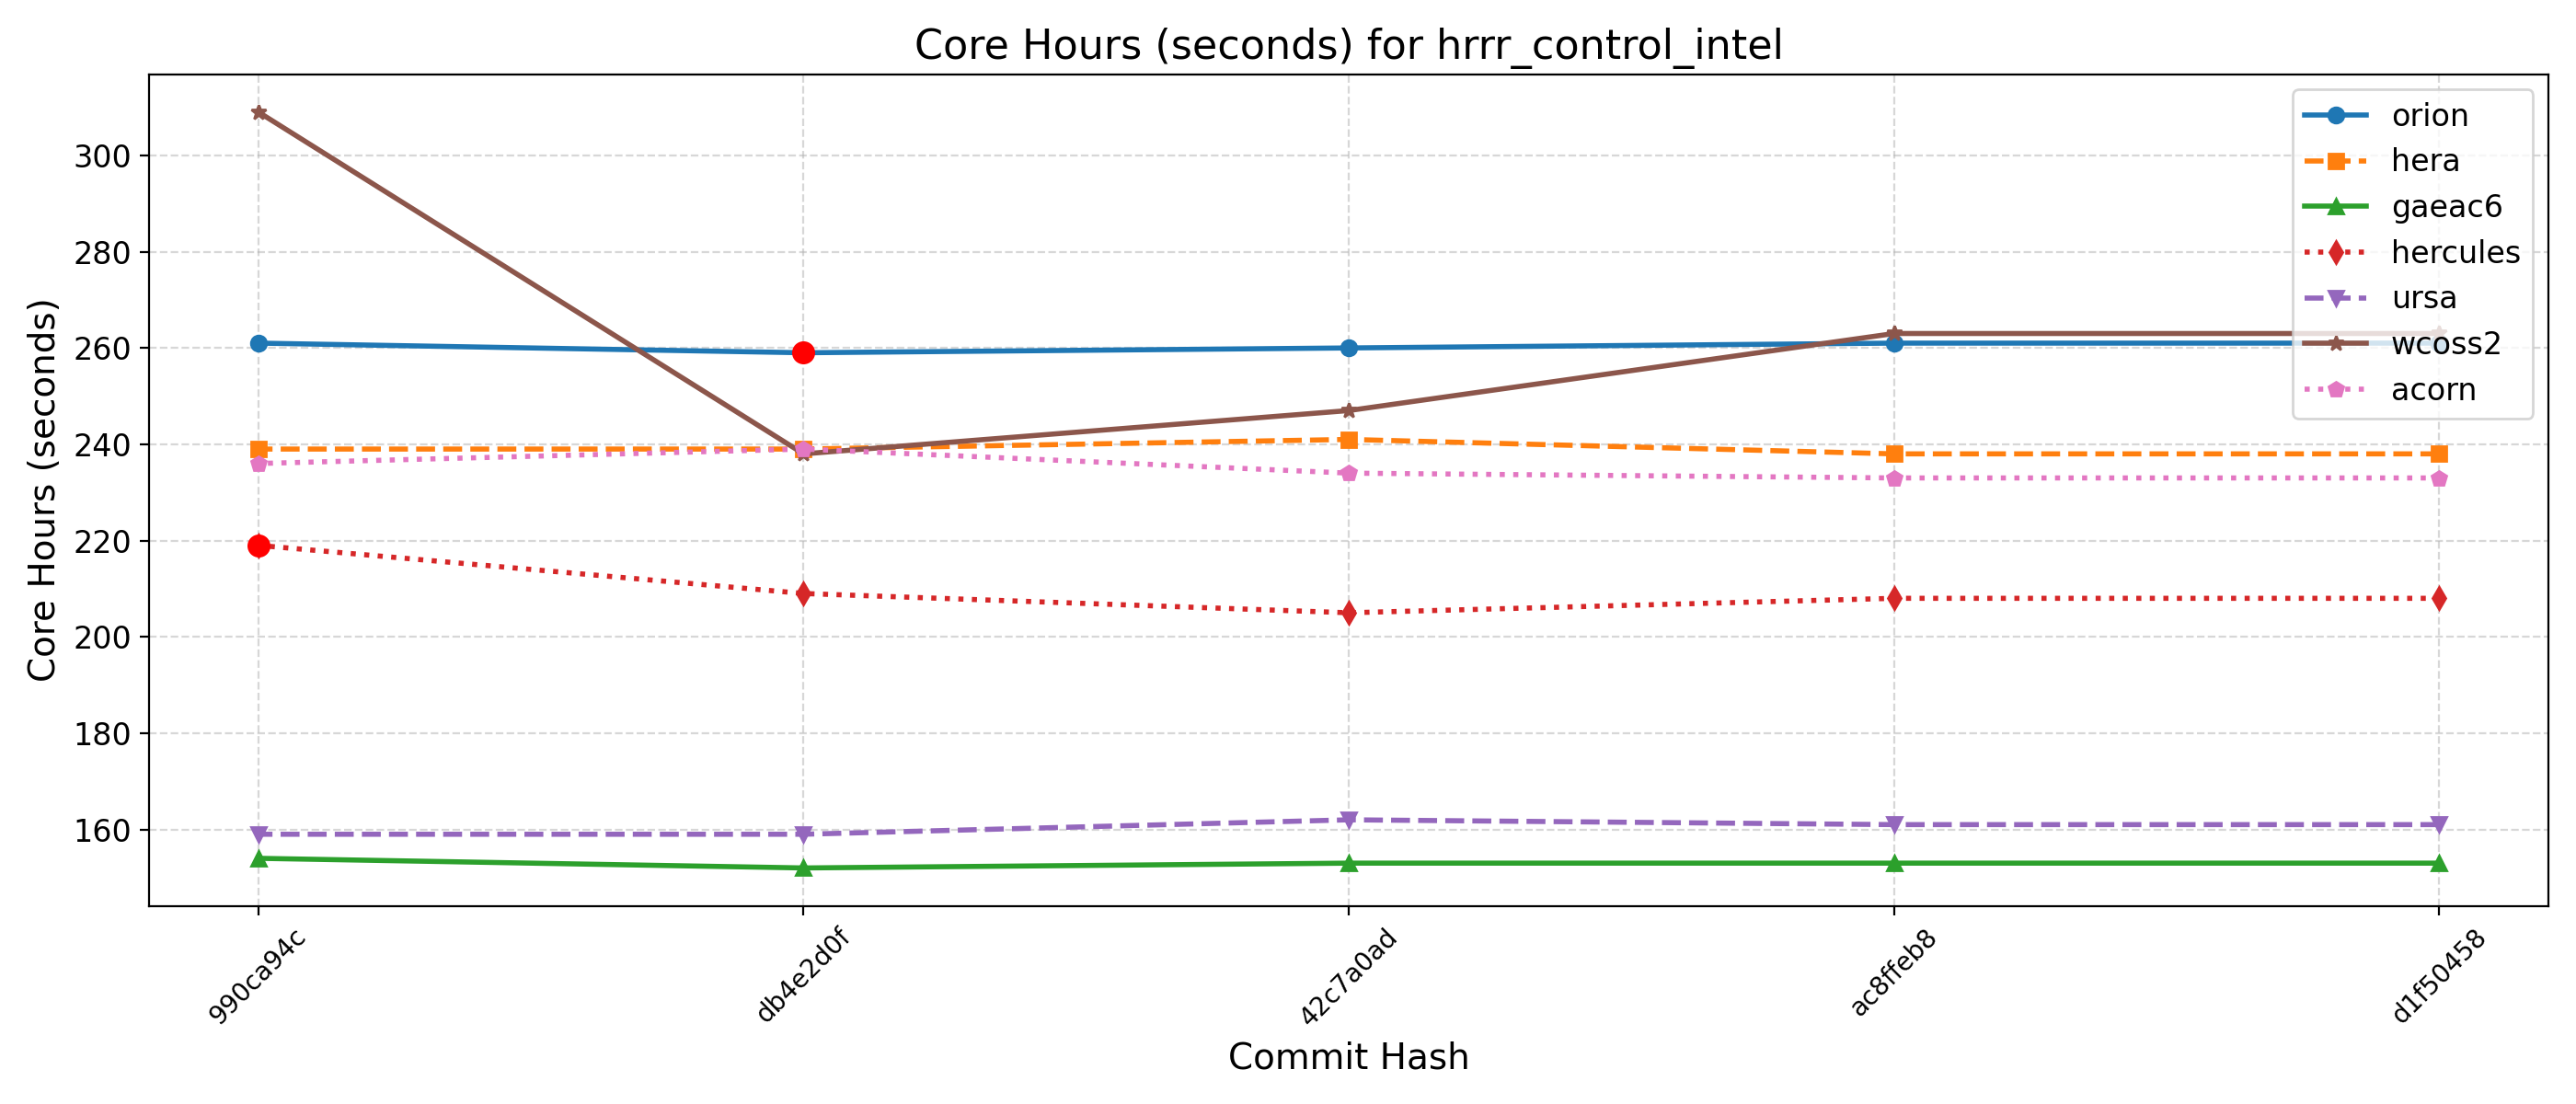 Core Hours (seconds) for hrrr_control_intel
Core Hours (seconds)
300
280
260
240
220
200
180
160
orion
hera
gaeac6
hercules
ursa
wcoss2
acorn
990ca94c
db4e2d0f
42c7a0ad
ac8ffeb8
d1f50458
Commit Hash